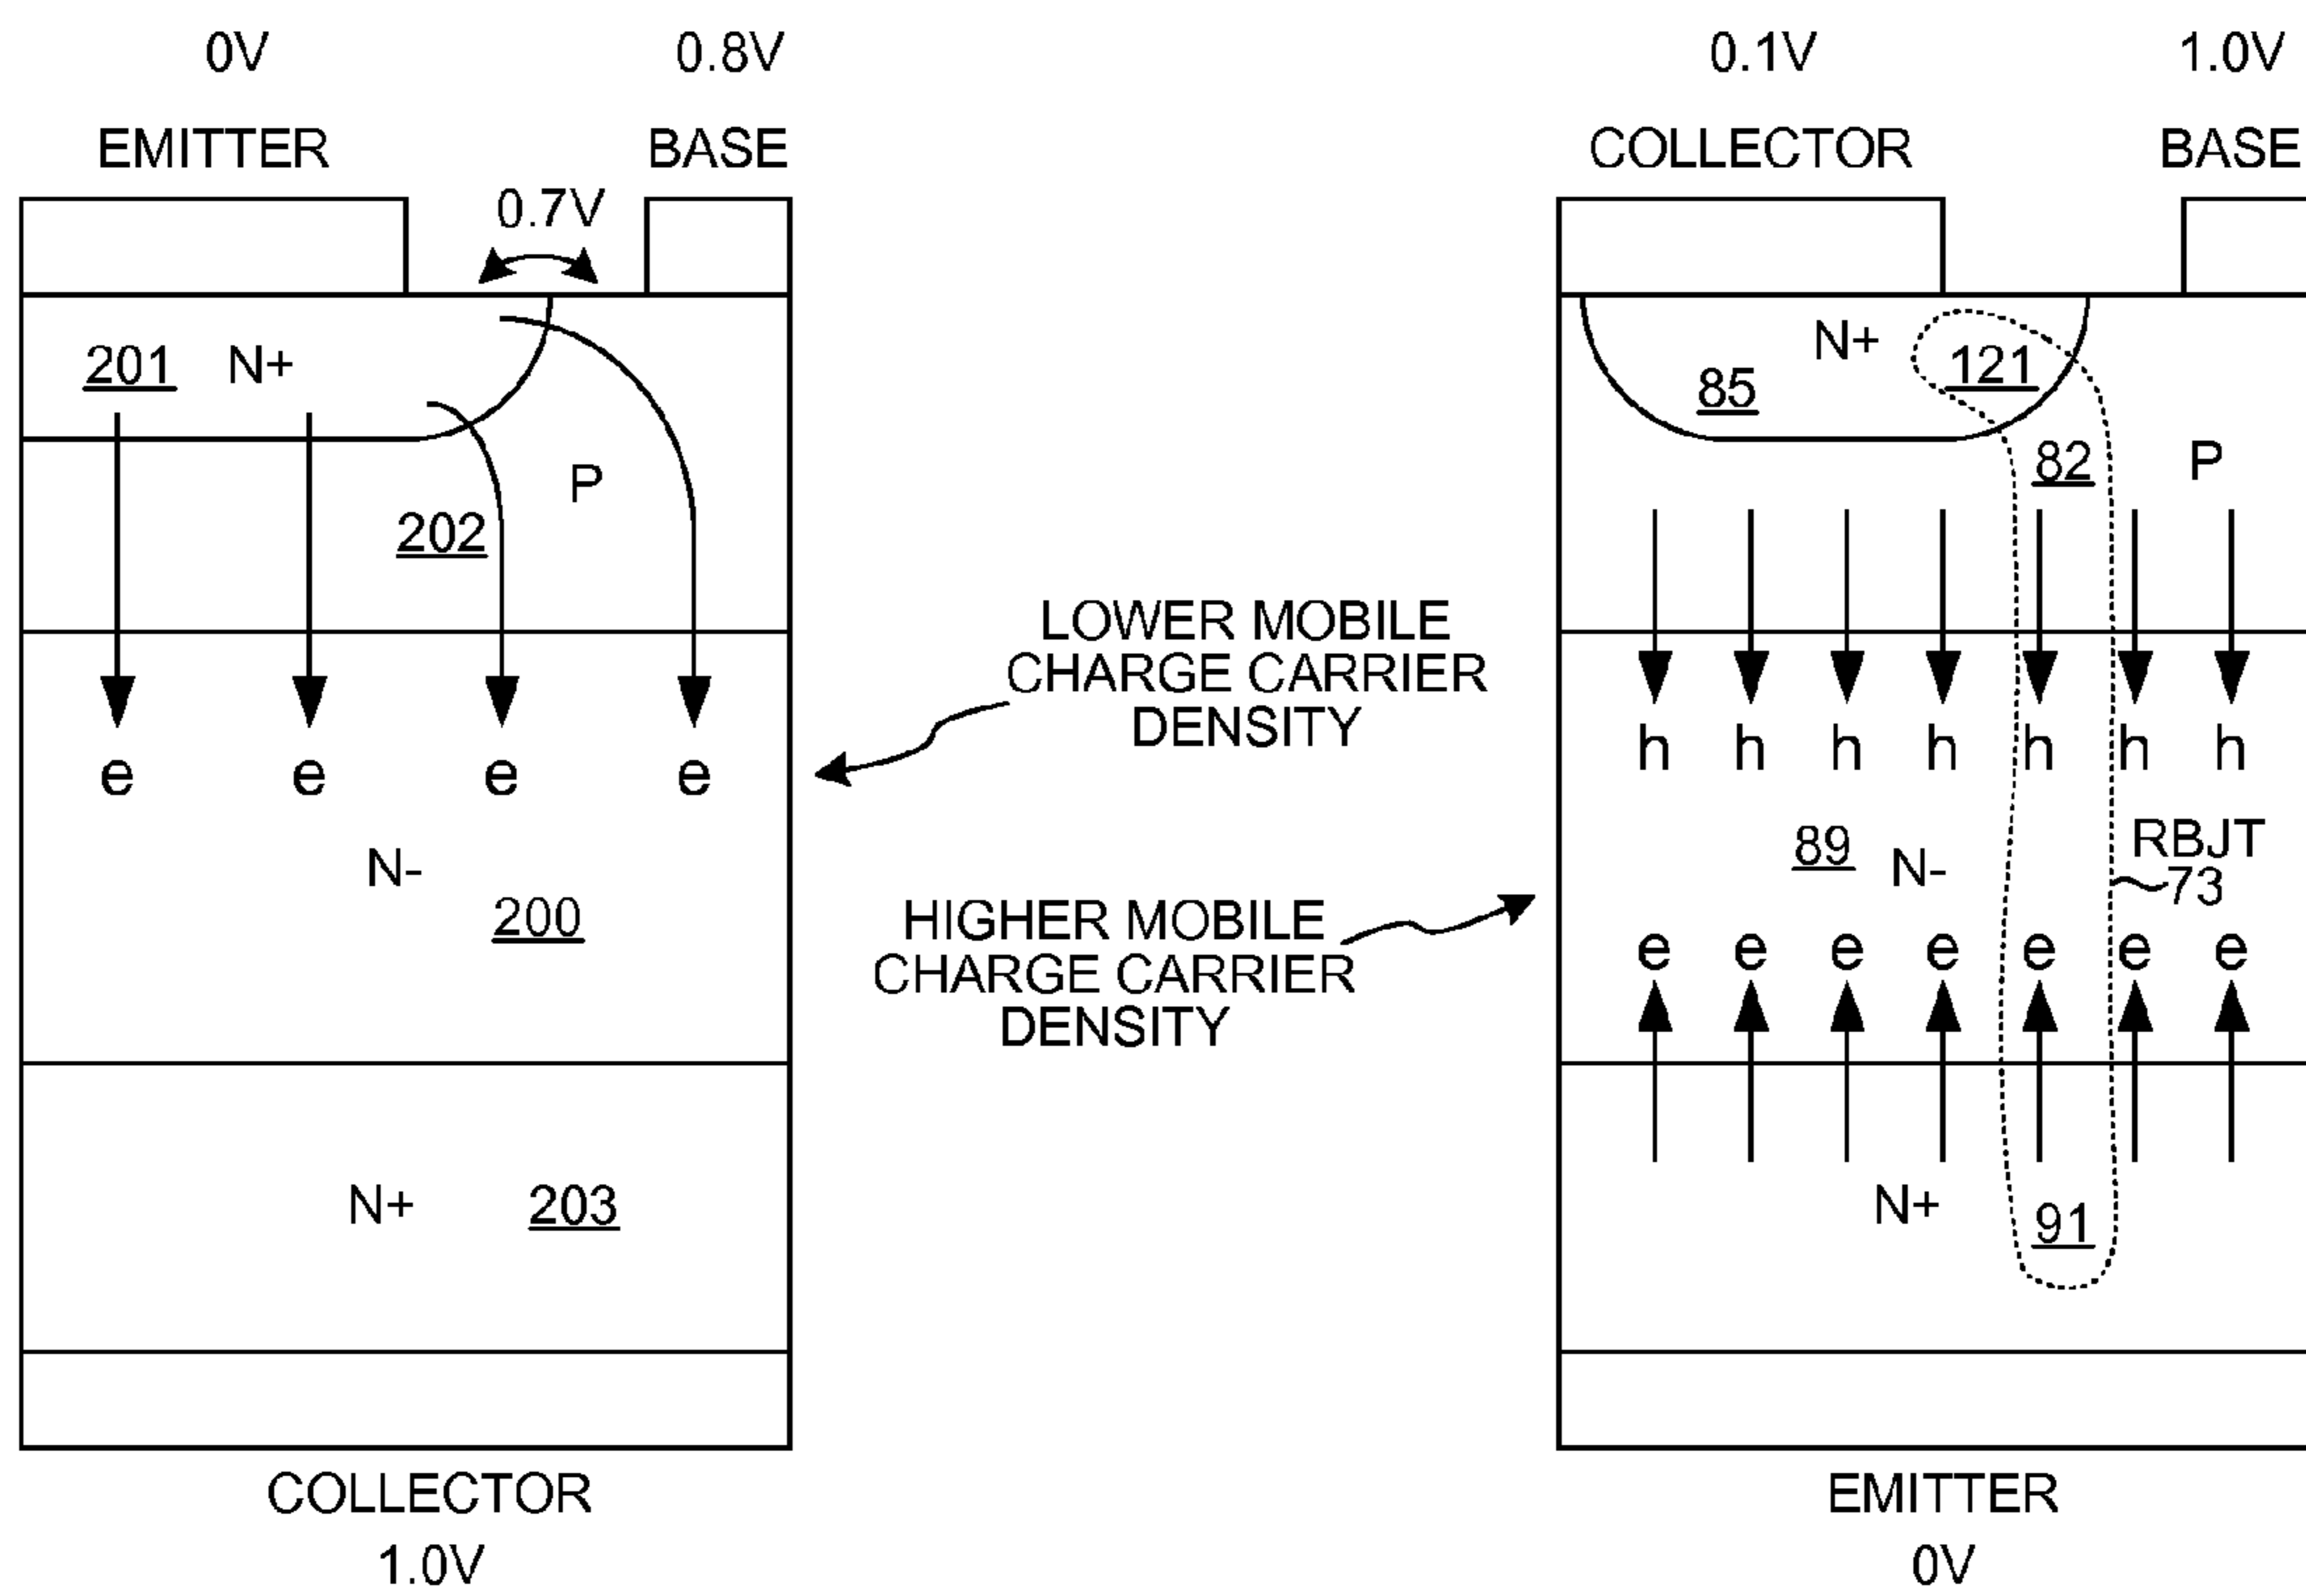 0V
0.8V
EMITTER
BASE
0.7V
201
N+
P
202
e e e e
N-
200
N+
203
COLLECTOR
1.0V
LOWER MOBILE
CHARGE CARRIER
DENSITY
HIGHER MOBILE
CHARGE CARRIER
DENSITY
0.1V
1.0V
COLLECTOR
BASE
N+
121
85
82
P
h h h h h h h
89
N-
RBJT
73
e e e e e e e
N+
91
EMITTER
0V